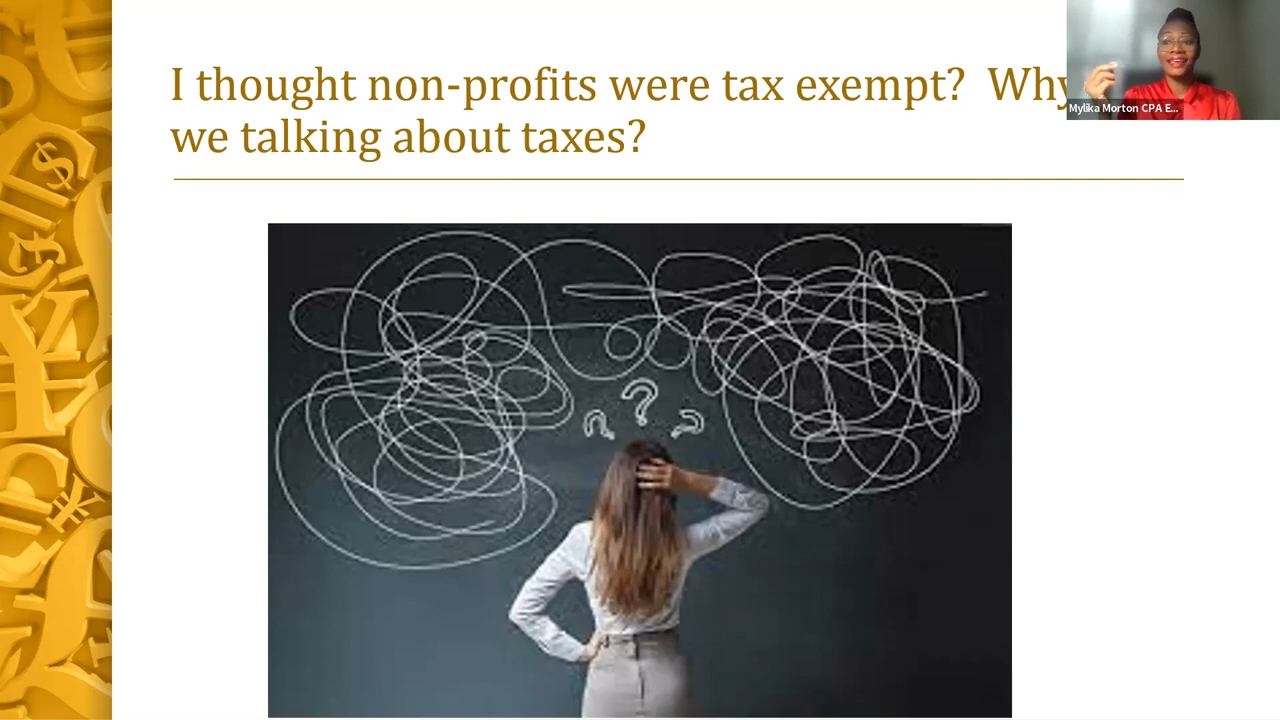 I thought non-profits were tax exempt?  Why
we talking about taxes?
Mylika Morton CPA E...